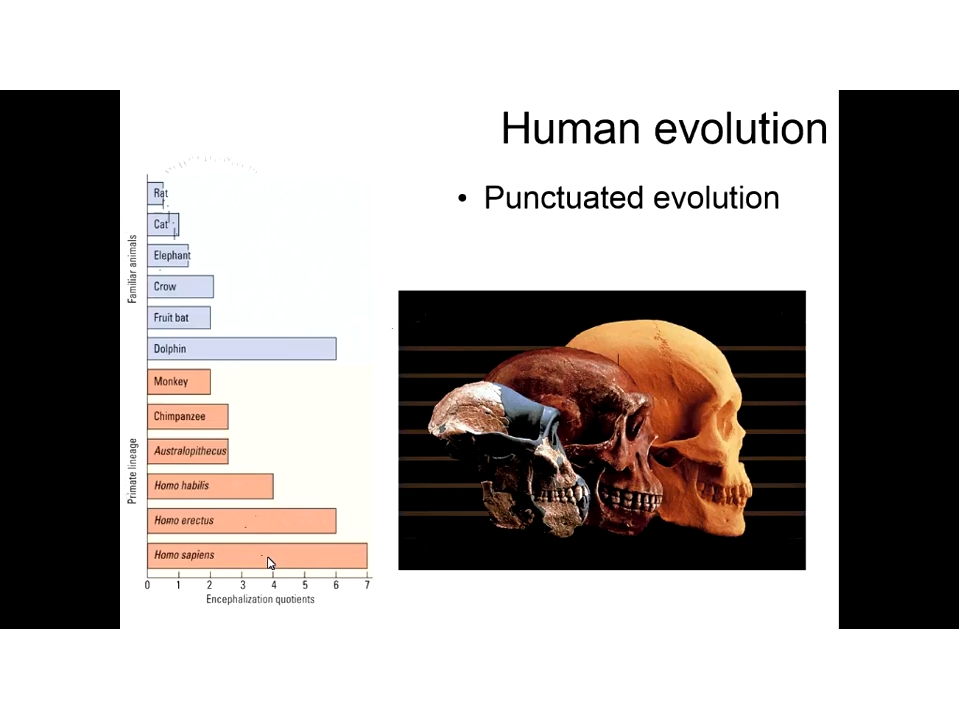 Human evolution
• Punctuated evolution
Familiar animals
Rat
Cat
Elephant
Crow
Fruit bat
Dolphin
Primate lineage
Monkey
Chimpanzee
Australopithecus
Homo habilis
Homo erectus
Homo sapiens
0 1 2 3 4 5 6 7
Encephalization quotients